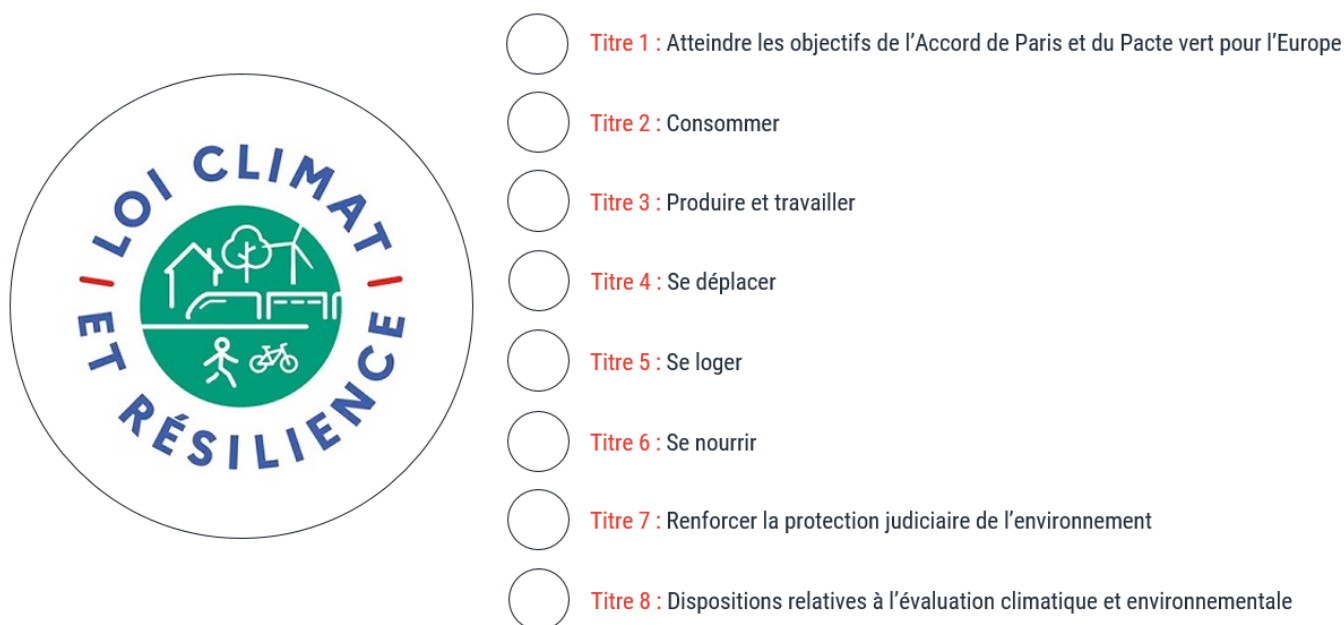 LOI CLIMAT
ET RÉSILIENCE
Titre 1 : Atteindre les objectifs de l’Accord de Paris et du Pacte vert pour l’Europe
Titre 2 : Consommer
Titre 3 : Produire et travailler
Titre 4 : Se déplacer
Titre 5 : Se loger
Titre 6 : Se nourrir
Titre 7 : Renforcer la protection judiciaire de l’environnement
Titre 8 : Dispositions relatives à l’évaluation climatique et environnementale